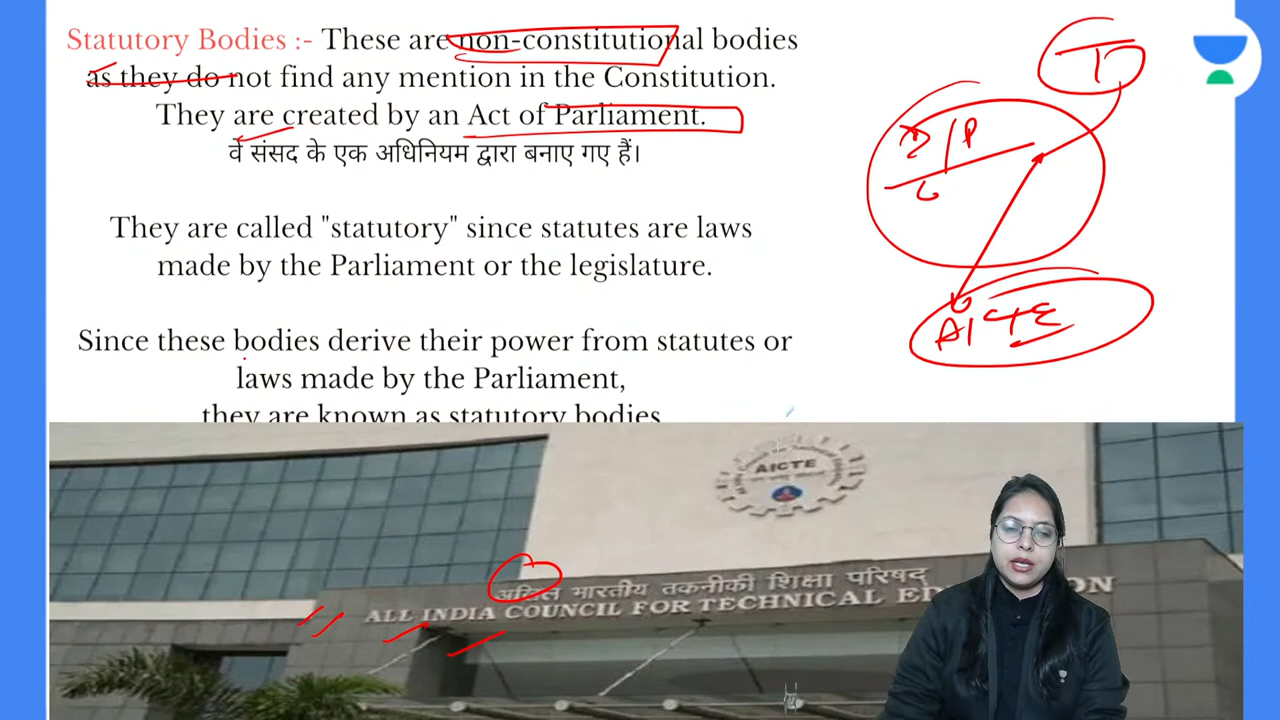 Statutory Bodies :- These are non-constitutional bodies
as they do not find any mention in the Constitution.
They are created by an Act of Parliament.
वे संसद के एक अधिनियम द्वारा बनाए गए हैं।
They are called "statutory" since statutes are laws
made by the Parliament or the legislature.
Since these bodies derive their power from statutes or
laws made by the Parliament,
they are known as statutory bodies
T
P
AICTE
AICTE
अखिल भारतीय तकनीकी शिक्षा परिषद्
ALL INDIA COUNCIL FOR TECHNICAL